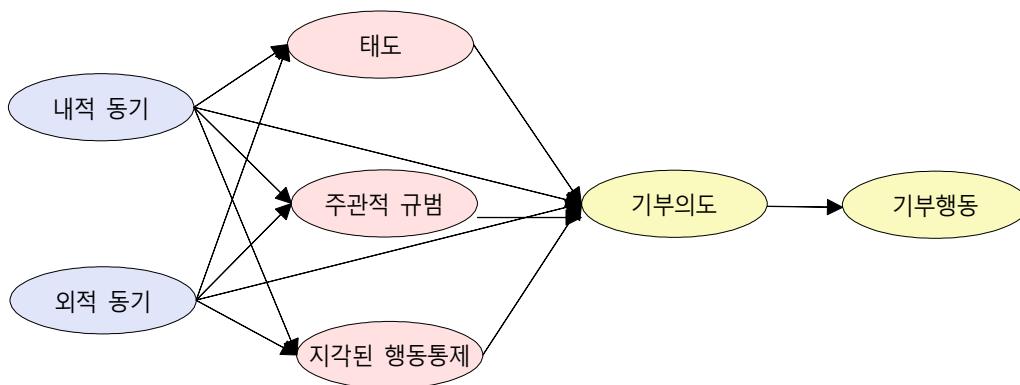 태도
내적 동기
주관적 규범
기부의도
기부행동
외적 동기
지각된 행동통제